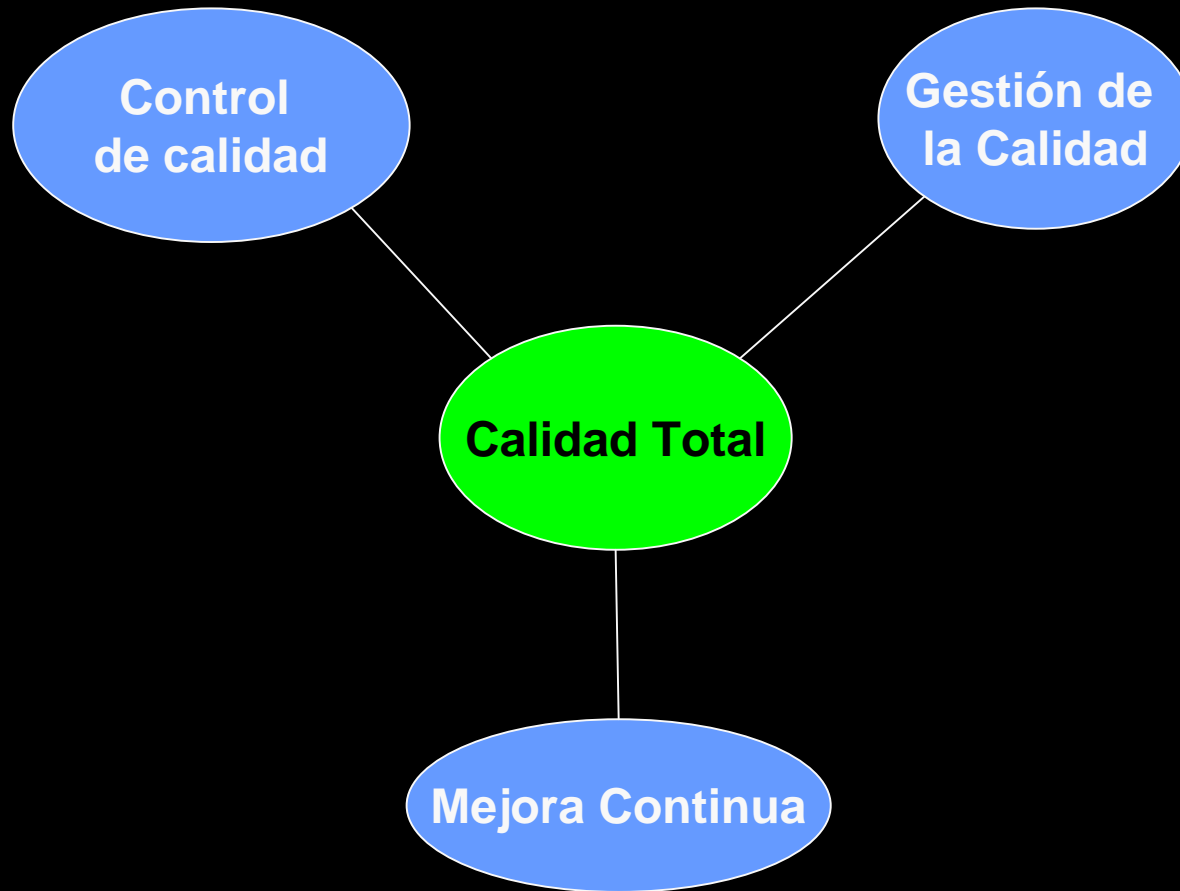 Control
de calidad
Gestión de
la Calidad
Calidad Total
Mejora Continua